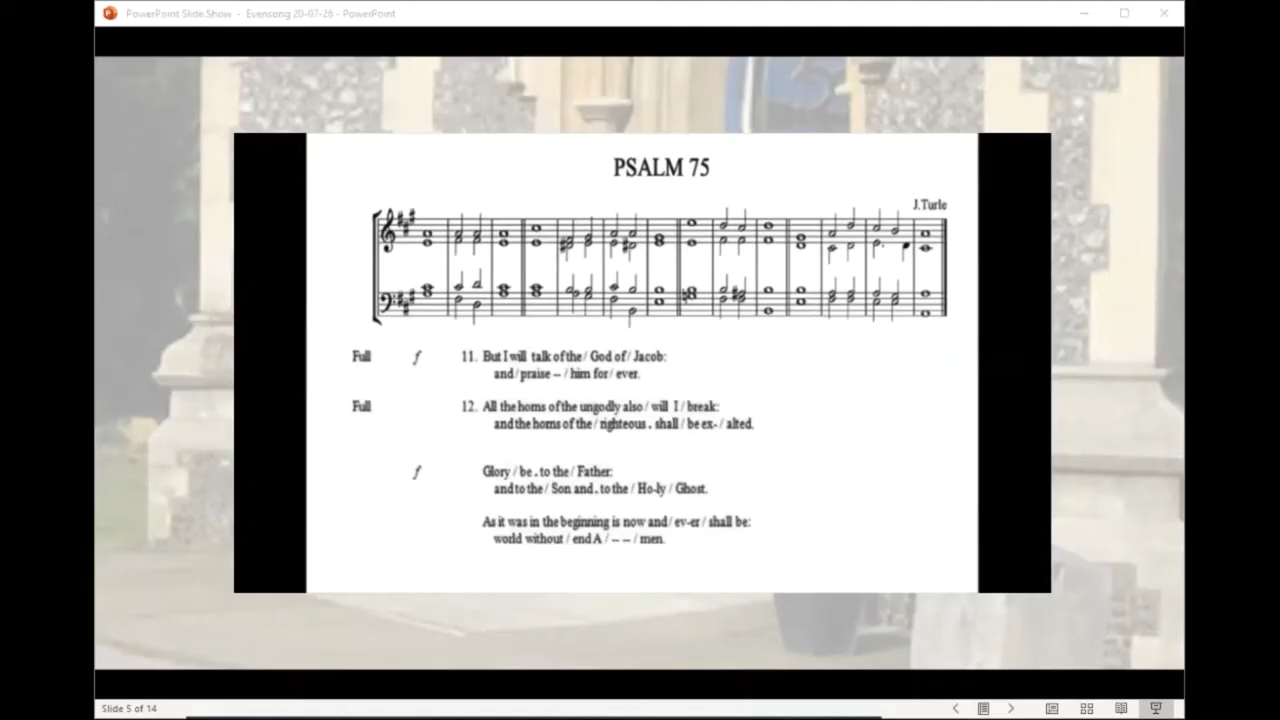 PowerPoint Slide Show - Evensong 20-07-26 - PowerPoint
PSALM 75
J.Turle
Full f 11. But I will talk of the / God of / Jacob:
and / praise – / him for / ever.
Full 12. All the horns of the ungodly also / will I / break:
and the horns of the / righteous . shall / be ex- / alted.
f Glory / be . to the / Father:
and to the / Son and . to the / Ho-ly / Ghost.
As it was in the beginning is now and / ev-er / shall be:
world without / end A / – – / men.
Slide 5 of 14